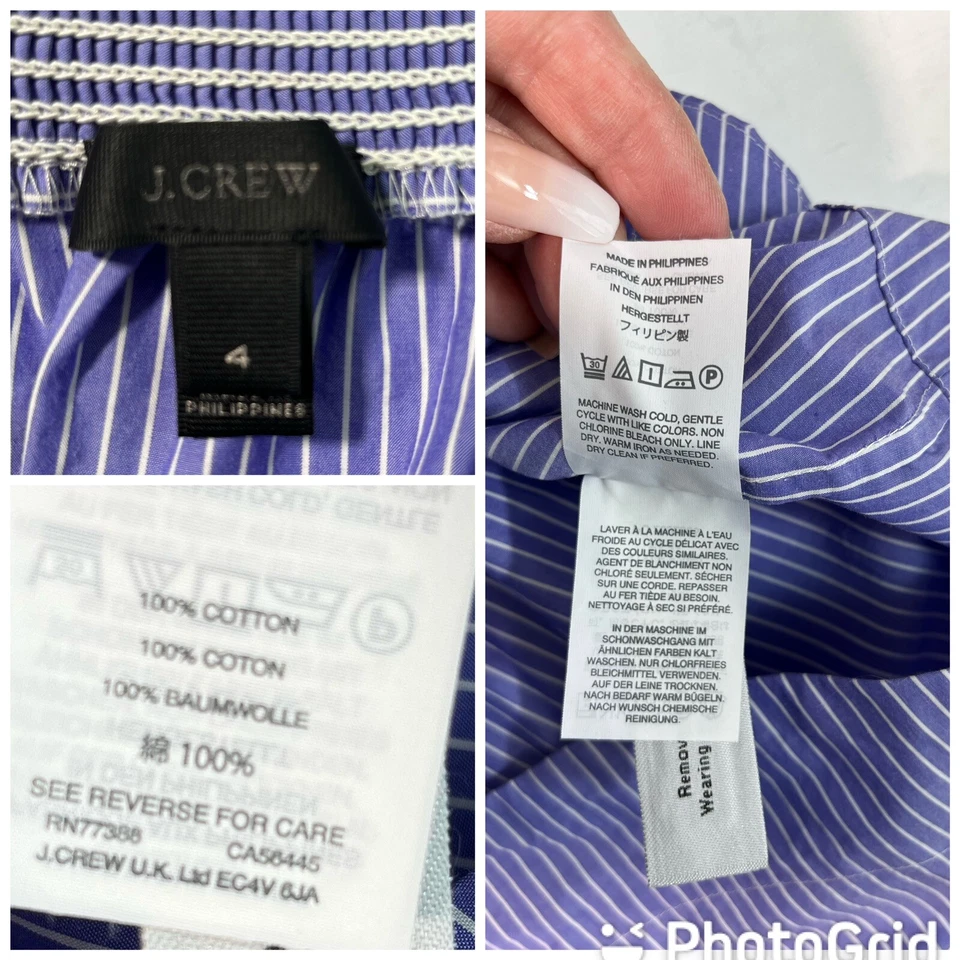 J.CREW
4
PHILIPPINES
100% COTTON
100% COTON
100% BAUMWOLLE
綿 100%
SEE REVERSE FOR CARE
RN77388 CA56445
J.CREW U.K. Ltd EC4V 6JA
MADE IN PHILIPPINES
FABRIQUÉ AUX PHILIPPINES
IN DEN PHILIPPINEN
HERGESTELLT
フィリピン製
30
P
MACHINE WASH COLD, GENTLE
CYCLE WITH LIKE COLORS. NON
CHLORINE BLEACH ONLY. LINE
DRY. WARM IRON AS NEEDED.
DRY CLEAN IF PREFERRED.
LAVER À LA MACHINE À L'EAU
FROIDE AU CYCLE DÉLICAT AVEC
DES COULEURS SIMILAIRES.
AGENT DE BLANCHIMENT NON
CHLORÉ SEULEMENT. SÉCHER
SUR UNE CORDE. REPASSER
AU FER TIÈDE AU BESOIN.
NETTOYAGE À SEC SI PRÉFÉRÉ.
IN DER MASCHINE IM
SCHONWASCHGANG MIT
ÄHNLICHEN FARBEN KALT
WASCHEN. NUR CHLORFREIES
BLEICHMITTEL VERWENDEN.
AUF DER LEINE TROCKNEN.
NACH BEDARF WARM BÜGELN.
NACH WUNSCH CHEMISCHE
REINIGUNG.
Remov
Wearing
PhotoGrid